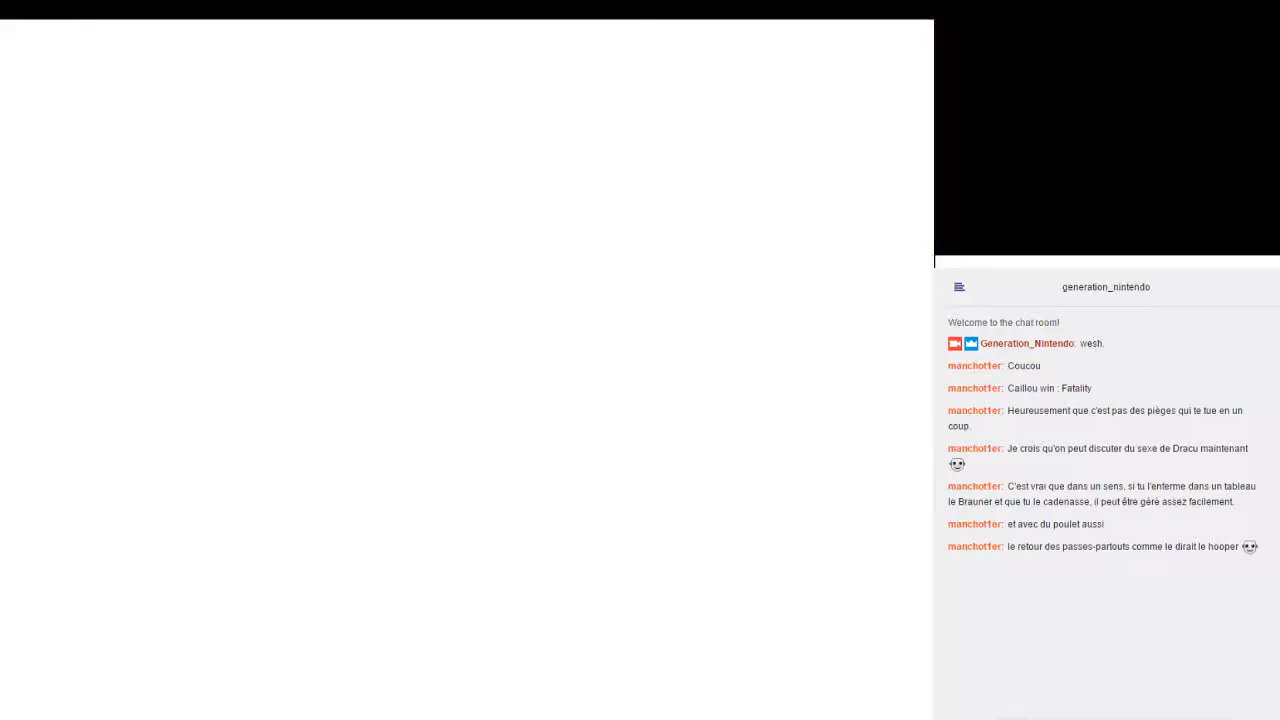 generation_nintendo
Welcome to the chat room!
Generation_Nintendo: wesh.
manchot1er: Coucou
manchot1er: Caillou win : Fatality
manchot1er: Heureusement que c'est pas des pièges qui te tue en un
coup.
manchot1er: Je crois qu'on peut discuter du sexe de Dracu maintenant
manchot1er: C'est vrai que dans un sens, si tu l'enferme dans un tableau
le Brauner et que tu le cadenasse, il peut être géré assez facilement.
manchot1er: et avec du poulet aussi
manchot1er: le retour des passes-partouts comme le dirait le hooper